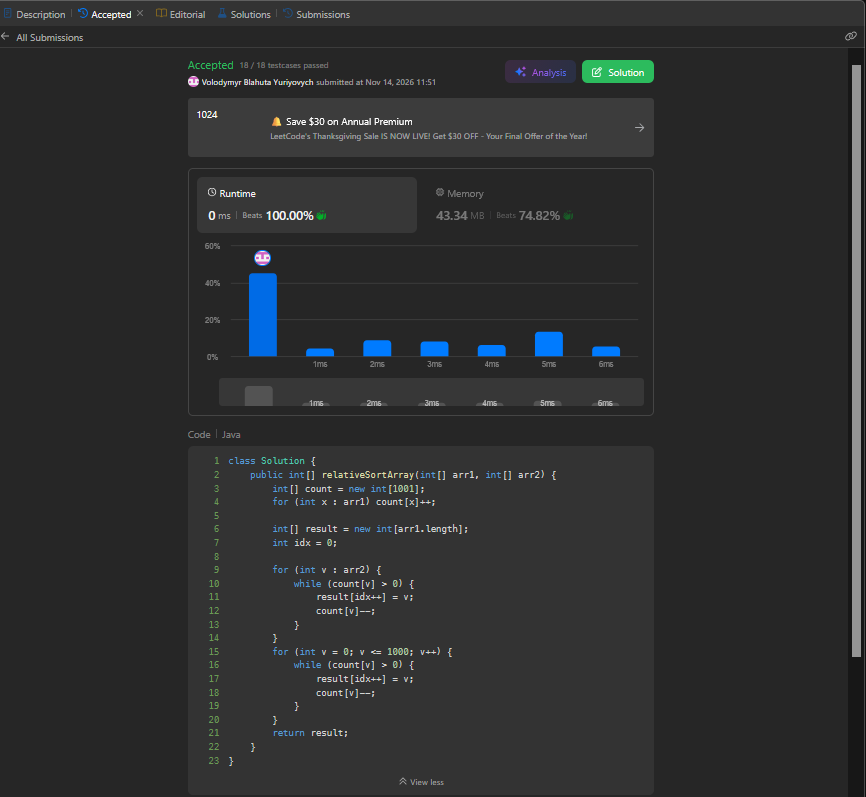 Description
Accepted
Editorial
Solutions
Submissions
All Submissions
Accepted 18 / 18 testcases passed
Volodymyr Blahuta Yuriyovych submitted at Nov 14, 2026 11:51
Analysis
Solution
1024
Save $30 on Annual Premium
LeetCode's Thanksgiving Sale IS NOW LIVE! Get $30 OFF - Your Final Offer of the Year!
Runtime
0 ms | Beats 100.00%
Memory
43.34 MB | Beats 74.82%
60%
40%
20%
0%
1ms 2ms 3ms 4ms 5ms 6ms
1ms 2ms 3ms 4ms 5ms 6ms
Code | Java
1 class Solution {
2     public int[] relativeSortArray(int[] arr1, int[] arr2) {
3         int[] count = new int[1001];
4         for (int x : arr1) count[x]++;
5
6         int[] result = new int[arr1.length];
7         int idx = 0;
8
9         for (int v : arr2) {
10             while (count[v] > 0) {
11                 result[idx++] = v;
12                 count[v]--;
13             }
14         }
15         for (int v = 0; v <= 1000; v++) {
16             while (count[v] > 0) {
17                 result[idx++] = v;
18                 count[v]--;
19             }
20         }
21         return result;
22     }
23 }
View less